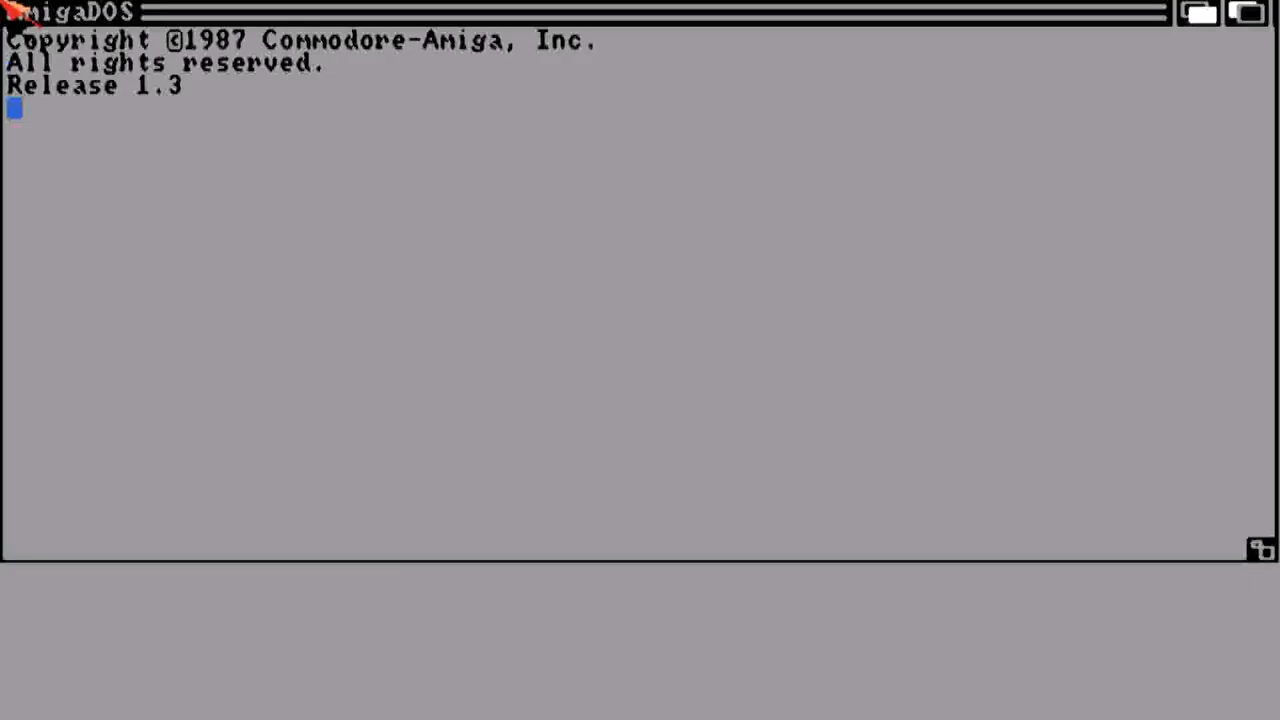 AmigaDOS
Copyright ©1987 Commodore-Amiga, Inc.
All rights reserved.
Release 1.3